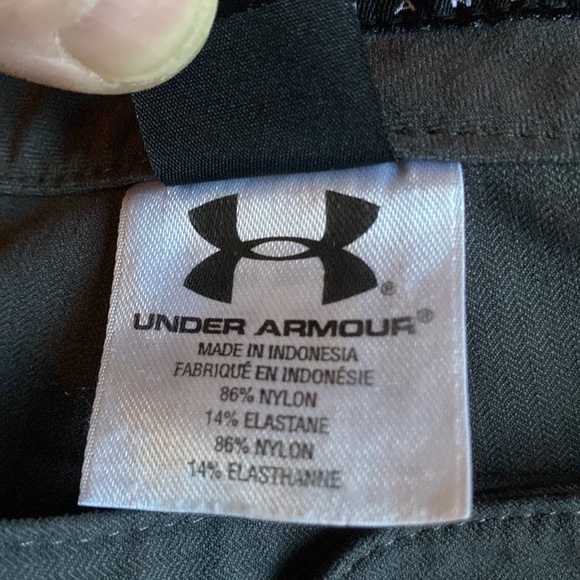 UNDER ARMOUR®
MADE IN INDONESIA
FABRIQUÉ EN INDONÉSIE
86% NYLON
14% ELASTANE
86% NYLON
14% ELASTHANNE